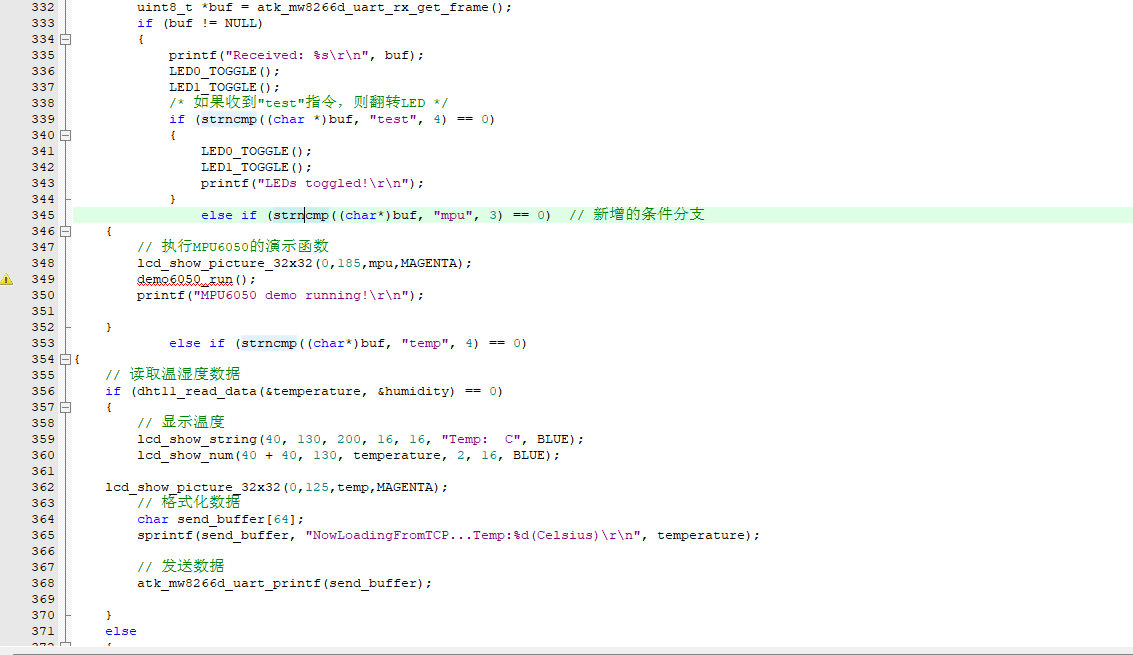 332 uint8_t *buf = atk_mw8266d_uart_rx_get_frame();
333 if (buf != NULL)
334 {
335 printf("Received: %s\r\n", buf);
336 LED0_TOGGLE();
337 LED1_TOGGLE();
338 /* 如果收到"test"指令，则翻转LED */
339 if (strncmp((char *)buf, "test", 4) == 0)
340 {
341 LED0_TOGGLE();
342 LED1_TOGGLE();
343 printf("LEDs toggled!\r\n");
344 }
345 else if (strncmp((char*)buf, "mpu", 3) == 0)  // 新增的条件分支
346 {
347 // 执行MPU6050的演示函数
348 lcd_show_picture_32x32(0,185,mpu,MAGENTA);
349 demo6050_run();
350 printf("MPU6050 demo running!\r\n");
351
352 }
353 else if (strncmp((char*)buf, "temp", 4) == 0)
354 {
355 // 读取温湿度数据
356 if (dht11_read_data(&temperature, &humidity) == 0)
357 {
358 // 显示温度
359 lcd_show_string(40, 130, 200, 16, 16, "Temp:  C", BLUE);
360 lcd_show_num(40 + 40, 130, temperature, 2, 16, BLUE);
361
362 lcd_show_picture_32x32(0,125,temp,MAGENTA);
363 // 格式化数据
364 char send_buffer[64];
365 sprintf(send_buffer, "NowLoadingFromTCP...Temp:%d(Celsius)\r\n", temperature);
366
367 // 发送数据
368 atk_mw8266d_uart_printf(send_buffer);
369
370 }
371 else